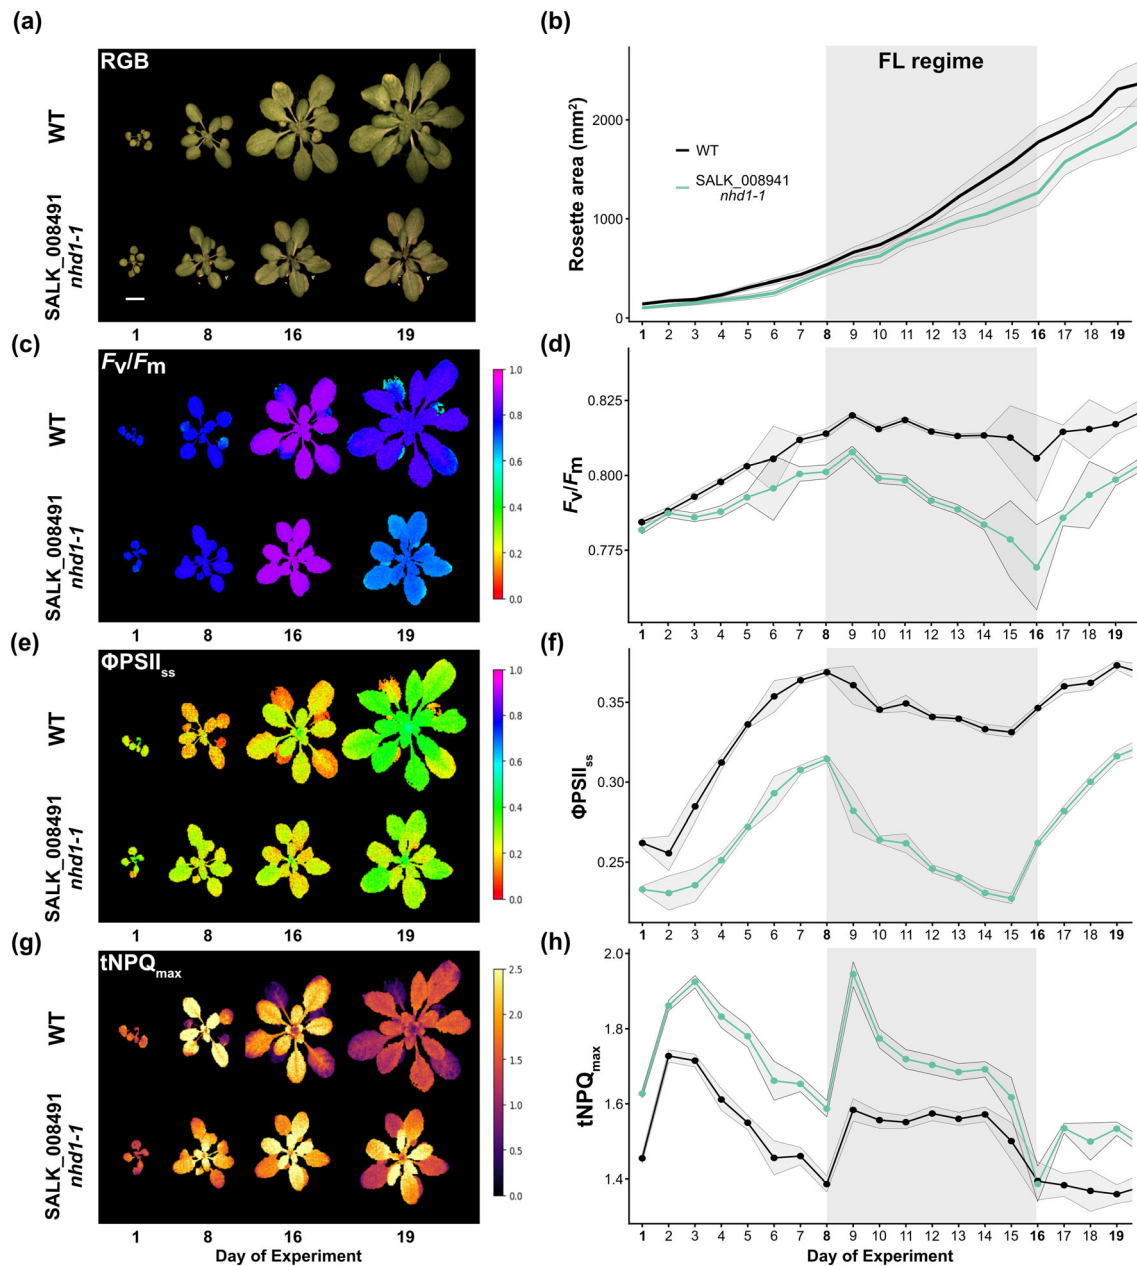 (a)
RGB
WT
SALK_008491
nhd1-1
1 8 16 19
(b)
FL regime
Rosette area (mm²)
2000
1000
0
WT
SALK_008941
nhd1-1
1 2 3 4 5 6 7 8 9 10 11 12 13 14 15 16 17 18 19
(c)
Fv/Fm
WT
SALK_008491
nhd1-1
1.0
0.8
0.6
0.4
0.2
0.0
1 8 16 19
(d)
Fv/Fm
0.825
0.800
0.775
1 2 3 4 5 6 7 8 9 10 11 12 13 14 15 16 17 18 19
(e)
ΦPSIIss
WT
SALK_008491
nhd1-1
1.0
0.8
0.6
0.4
0.2
0.0
1 8 16 19
(f)
ΦPSIIss
0.35
0.30
0.25
1 2 3 4 5 6 7 8 9 10 11 12 13 14 15 16 17 18 19
(g)
tNPQmax
WT
SALK_008491
nhd1-1
2.5
2.0
1.5
1.0
0.5
0.0
1 8 16 19
Day of Experiment
(h)
tNPQmax
2.0
1.8
1.6
1.4
1 2 3 4 5 6 7 8 9 10 11 12 13 14 15 16 17 18 19
Day of Experiment